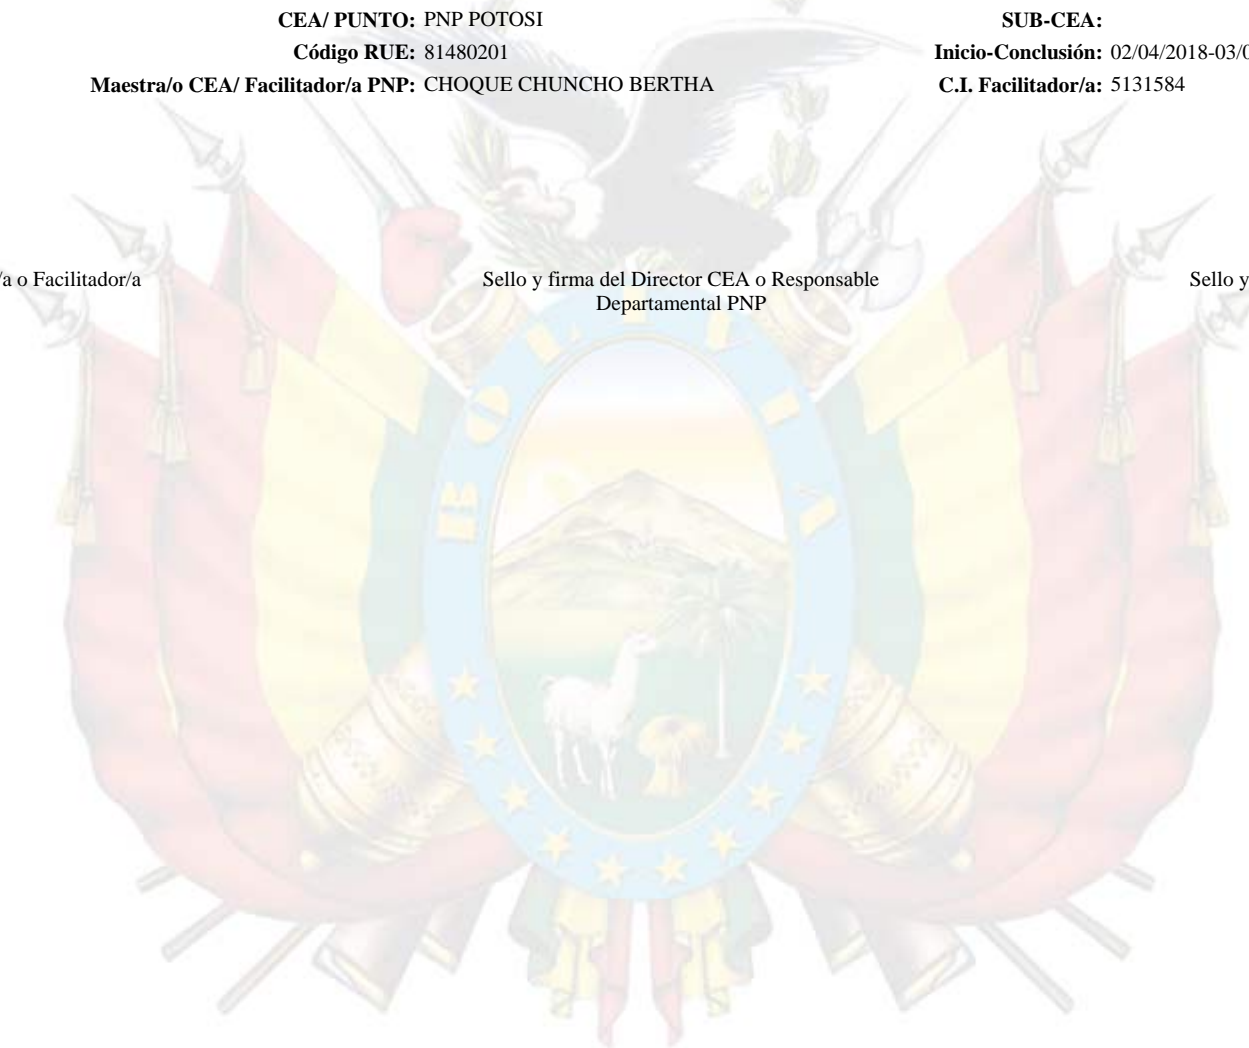 CEA/ PUNTO: PNP POTOSI SUB-CEA:
Código RUE: 81480201 Inicio-Conclusión: 02/04/2018-03/0
Maestra/o CEA/ Facilitador/a PNP: CHOQUE CHUNCHO BERTHA C.I. Facilitador/a: 5131584
/a o Facilitador/a Sello y firma del Director CEA o Responsable Sello y
Departamental PNP
BOLIVIA